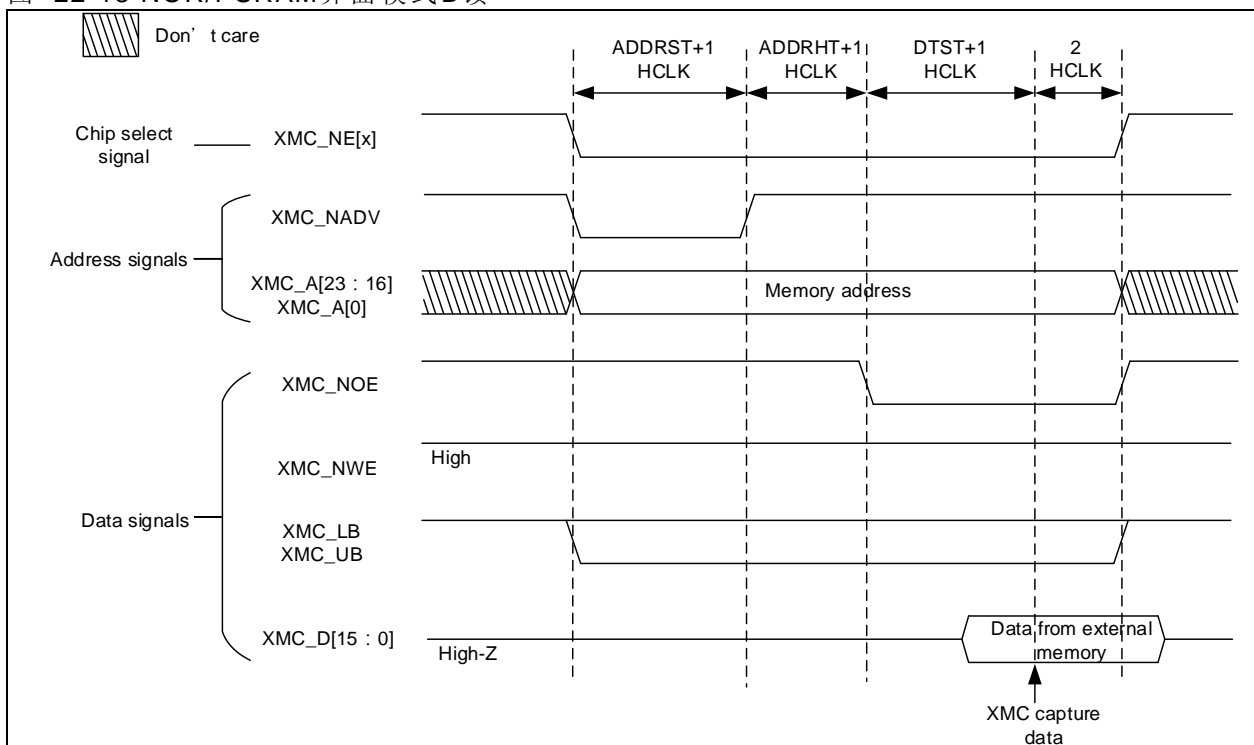 Don't care
ADDRST+1
HCLK
ADDRHT+1
HCLK
DTST+1
HCLK
2
HCLK
Chip select
signal
XMC_NE[x]
XMC_NADV
Address signals
XMC_A[23:16]
XMC_A[0]
Memory address
XMC_NOE
XMC_NWE
High
Data signals
XMC_LB
XMC_UB
XMC_D[15:0]
High-Z
Data from external
memory
XMC capture
data